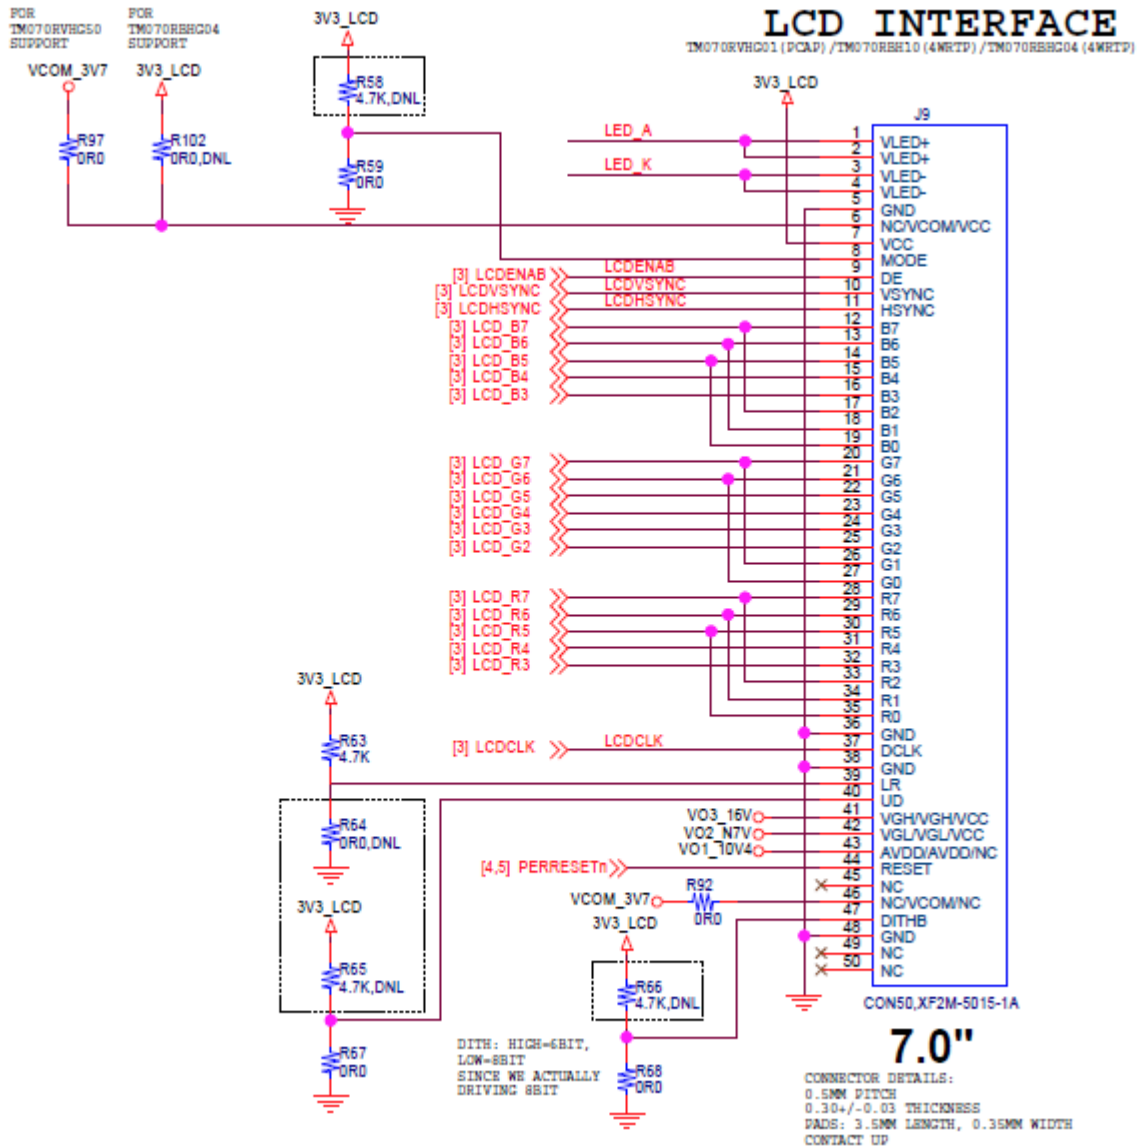 LCD INTERFACE
TM070RVHG01(PCAP)/TM070RBH10(4WRTP)/TM070RBHG04(4WRTP)
FOR
TM070RVHG50
SUPPORT
FOR
TM070RBHG04
SUPPORT
VCOM_3V7
3V3_LCD
R97
0R0
R102
0R0,DNL
3V3_LCD
R58
4.7K,DNL
R59
0R0
3V3_LCD
J9
LED_A
LED_K
1 VLED+
2 VLED+
3 VLED-
4 VLED-
5 GND
6 NC/VCOM/VCC
7 VCC
8 MODE
[3] LCDENAB LCDENAB 9 DE
[3] LCDVSYNC LCDVSYNC 10 VSYNC
[3] LCDHSYNC LCDHSYNC 11 HSYNC
[3] LCD_B7 12 B7
[3] LCD_B6 13 B6
[3] LCD_B5 14 B5
[3] LCD_B4 15 B4
[3] LCD_B3 16 B3
17 B2
18 B1
19 B0
[3] LCD_G7 20 G7
[3] LCD_G6 21 G6
[3] LCD_G5 22 G5
[3] LCD_G4 23 G4
[3] LCD_G3 24 G3
[3] LCD_G2 25 G2
26 G1
27 G0
[3] LCD_R7 28 R7
[3] LCD_R6 29 R6
[3] LCD_R5 30 R5
[3] LCD_R4 31 R4
[3] LCD_R3 32 R3
33 R2
34 R1
35 R0
36 GND
[3] LCDCLK LCDCLK 37 DCLK
38 GND
39 LR
40 UD
VO3_16V 41 VGH/VGH/VCC
VO2_N7V 42 VGL/VGL/VCC
VO1_10V4 43 AVDD/AVDD/NC
[4,5] PERRESETn 44 RESET
45 NC
VCOM_3V7 R92 0R0 46 NC/VCOM/NC
47 DITHB
48 GND
49 NC
50 NC
3V3_LCD
R63
4.7K
R64
0R0,DNL
3V3_LCD
R65
4.7K,DNL
R67
0R0
3V3_LCD
R66
4.7K,DNL
R68
0R0
DITH: HIGH=6BIT,
LOW=8BIT
SINCE WE ACTUALLY
DRIVING 8BIT
CON50,XF2M-5015-1A
7.0"
CONNECTOR DETAILS:
0.5MM PITCH
0.30+/-0.03 THICKNESS
PADS: 3.5MM LENGTH, 0.35MM WIDTH
CONTACT UP